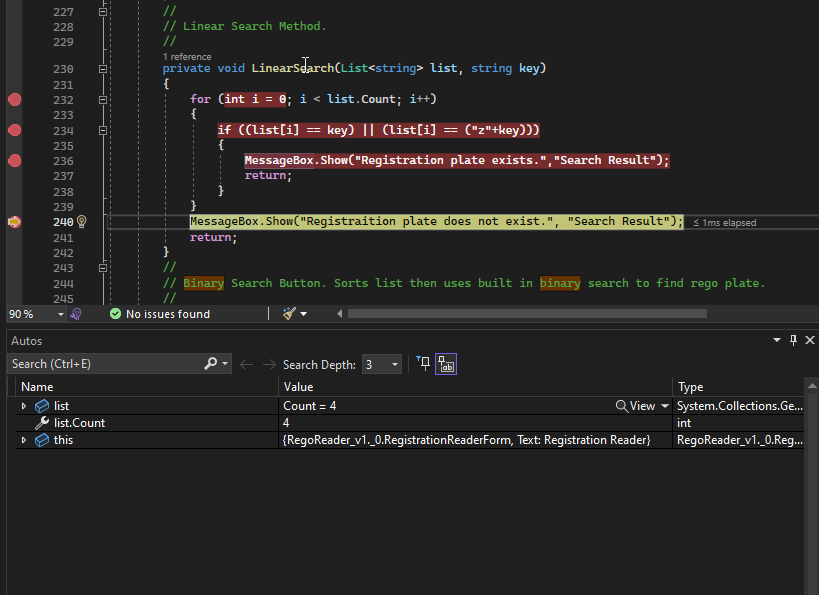 227 //
228 // Linear Search Method.
229 //
1 reference
230 private void LinearSearch(List<string> list, string key)
231 {
232 for (int i = 0; i < list.Count; i++)
233 {
234 if ((list[i] == key) || (list[i] == ("z"+key)))
235 {
236 MessageBox.Show("Registration plate exists.","Search Result");
237 return;
238 }
239 }
240 MessageBox.Show("Registraition plate does not exist.", "Search Result"); ≤ 1ms elapsed
241 return;
242 }
243 //
244 // Binary Search Button. Sorts list then uses built in binary search to find rego plate.
245 //
90 % No issues found
Autos
Search (Ctrl+E) Search Depth: 3
Name Value Type
list Count = 4 View System.Collections.Ge...
list.Count 4 int
this {RegoReader_v1._0.RegistrationReaderForm, Text: Registration Reader} RegoReader_v1._0.Reg...